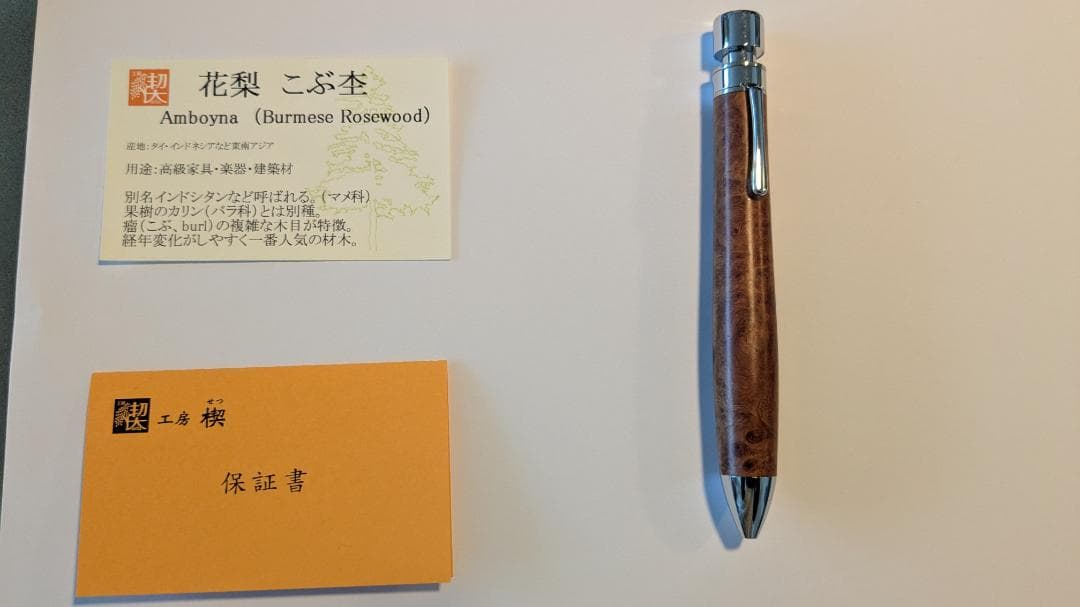 花梨 こぶ杢
Amboyna (Burmese Rosewood)
産地:タイ・インドネシアなど東南アジア
用途:高級家具・楽器・建築材
別名インドシタンなど呼ばれる。(マメ科)
果樹のカリン(バラ科)とは別種。
瘤(こぶ、burl)の複雑な木目が特徴。
経年変化がしやすく一番人気の材木。
せつ
工房 楔
保証書